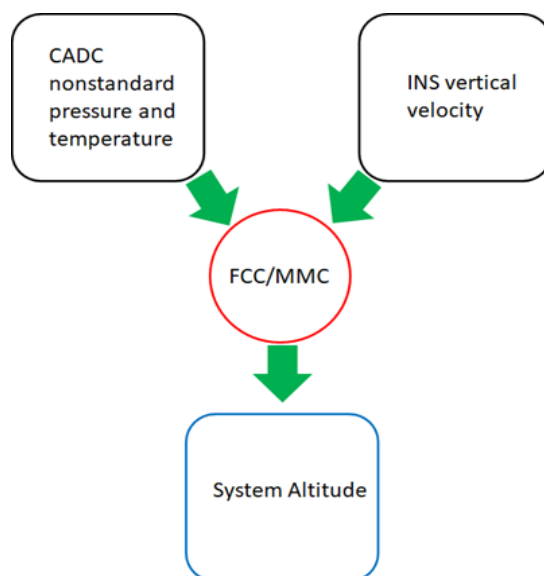 CADC
nonstandard
pressure and
temperature
INS vertical
velocity
FCC/MMC
System Altitude